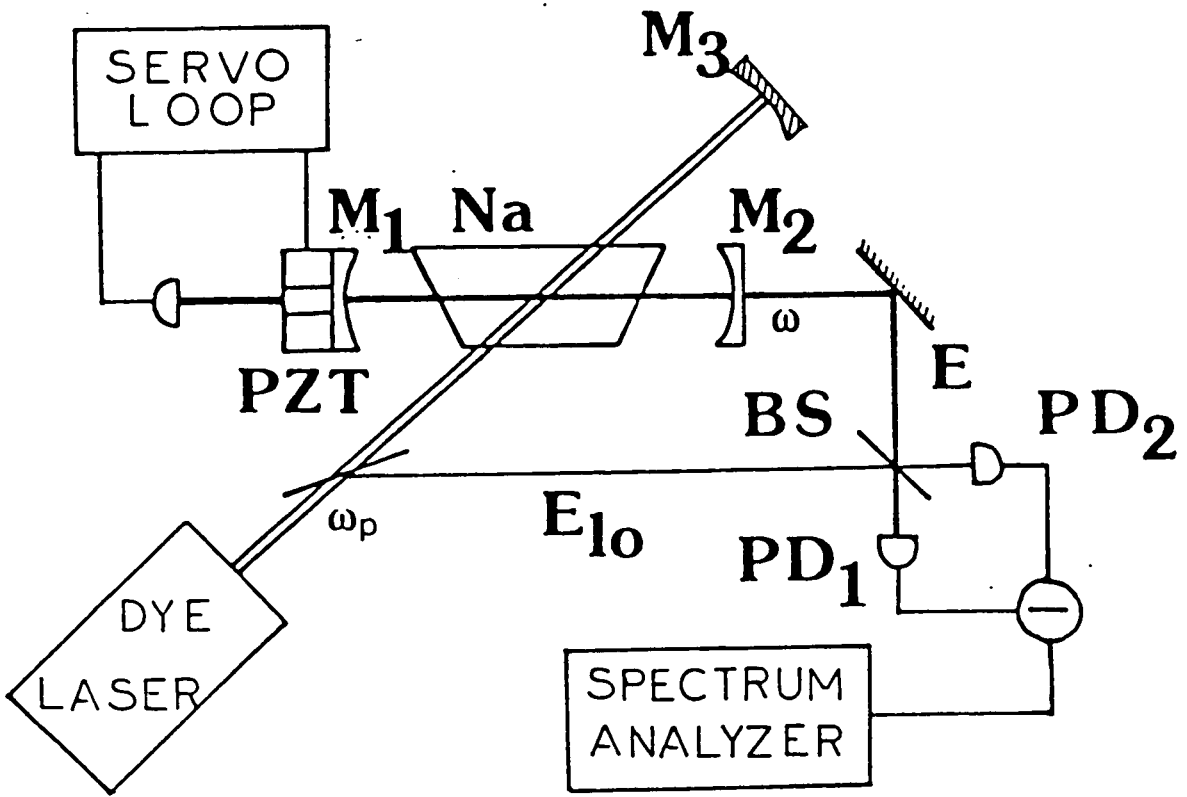 SERVO
LOOP
M3
M1
Na
M2
ω
PZT
E
BS
PD2
ωp
Elo
PD1
DYE
LASER
SPECTRUM
ANALYZER